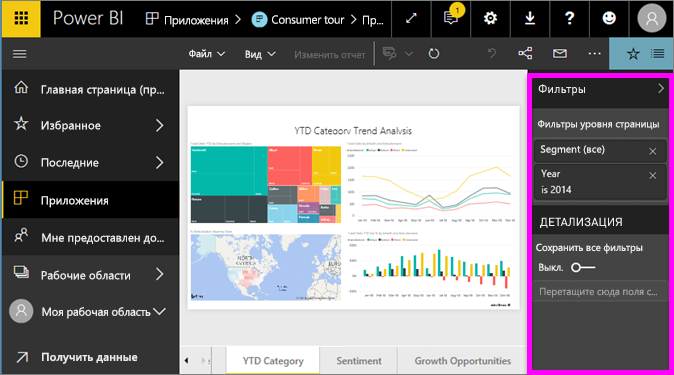 Power BI
Приложения
Consumer tour
Пр...
1
Файл
Вид
Изменить отчет
Главная страница (пр...
Избранное
Последние
Приложения
Мне предоставлен до...
Рабочие области
Моя рабочая область
Получить данные
YTD Category Trend Analysis
NORTH
AMERICA
YTD Category
Sentiment
Growth Opportunities
Фильтры
Фильтры уровня страницы
Segment (все)
Year
is 2014
ДЕТАЛИЗАЦИЯ
Сохранить все фильтры
Выкл.
Перетащите сюда поля с...